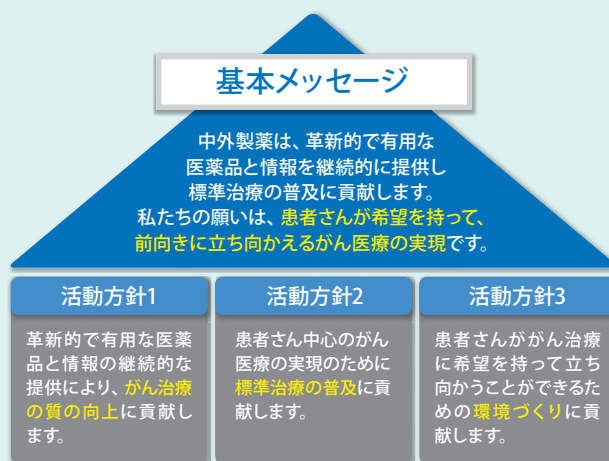 基本メッセージ
中外製薬は、革新的で有用な
医薬品と情報を継続的に提供し
標準治療の普及に貢献します。
私たちの願いは、患者さんが希望を持って、
前向きに立ち向かえるがん医療の実現です。
活動方針1
革新的で有用な医薬
品と情報の継続的な
提供により、がん治療
の質の向上に貢献し
ます。
活動方針2
患者さん中心のがん
医療の実現のために
標準治療の普及に貢
献します。
活動方針3
患者さんががん治療
に希望を持って立ち
向かうことができるた
めの環境づくりに貢
献します。